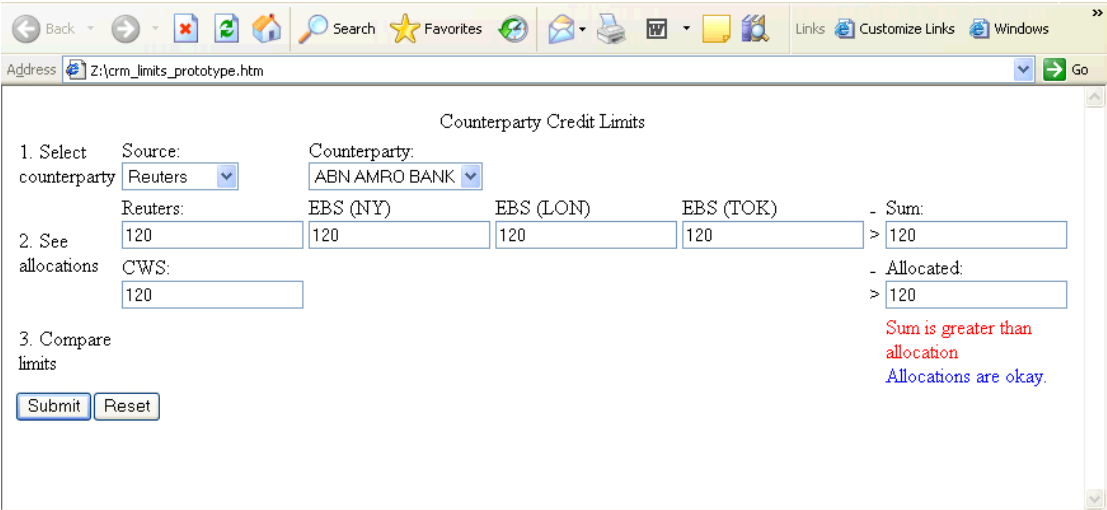 Back Search Favorites Links Customize Links Windows »
Address Z:\crm_limits_prototype.htm Go
Counterparty Credit Limits
1. Select Source: Counterparty:
counterparty Reuters ABN AMRO BANK
Reuters: EBS (NY) EBS (LON) EBS (TOK) - Sum:
120 120 120 120 > 120
2. See
allocations CWS: - Allocated:
120 > 120
Sum is greater than
3. Compare allocation
limits Allocations are okay.
Submit Reset